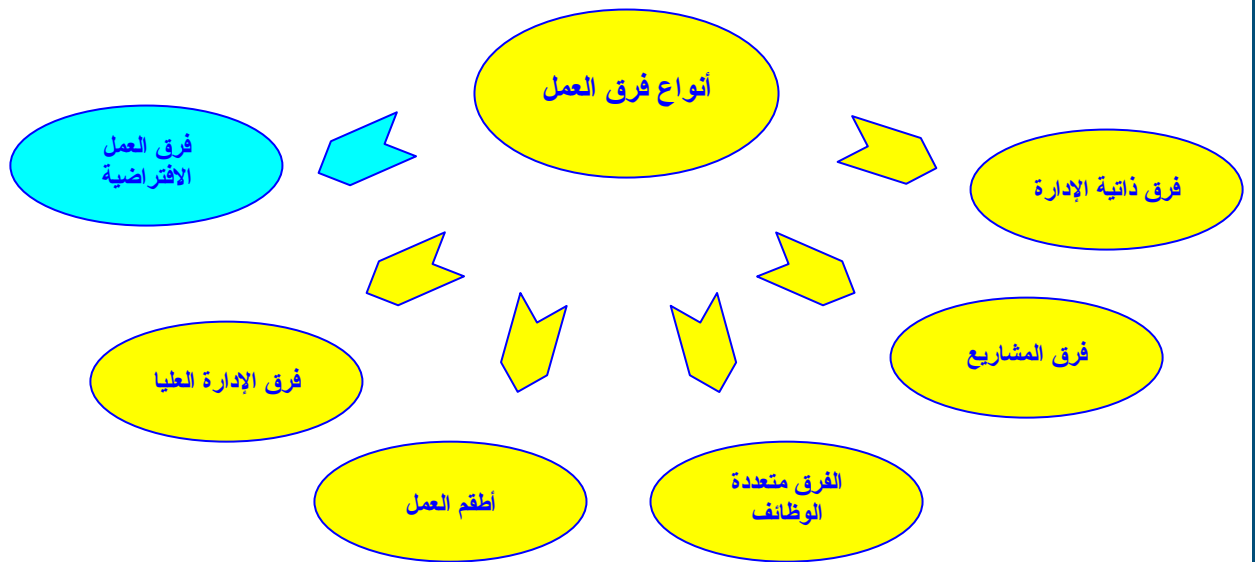 أنواع فرق العمل
فرق ذاتية الإدارة
فرق المشاريع
الفرق متعددة
الوظائف
أطقم العمل
فرق الإدارة العليا
فرق العمل
الافتراضية